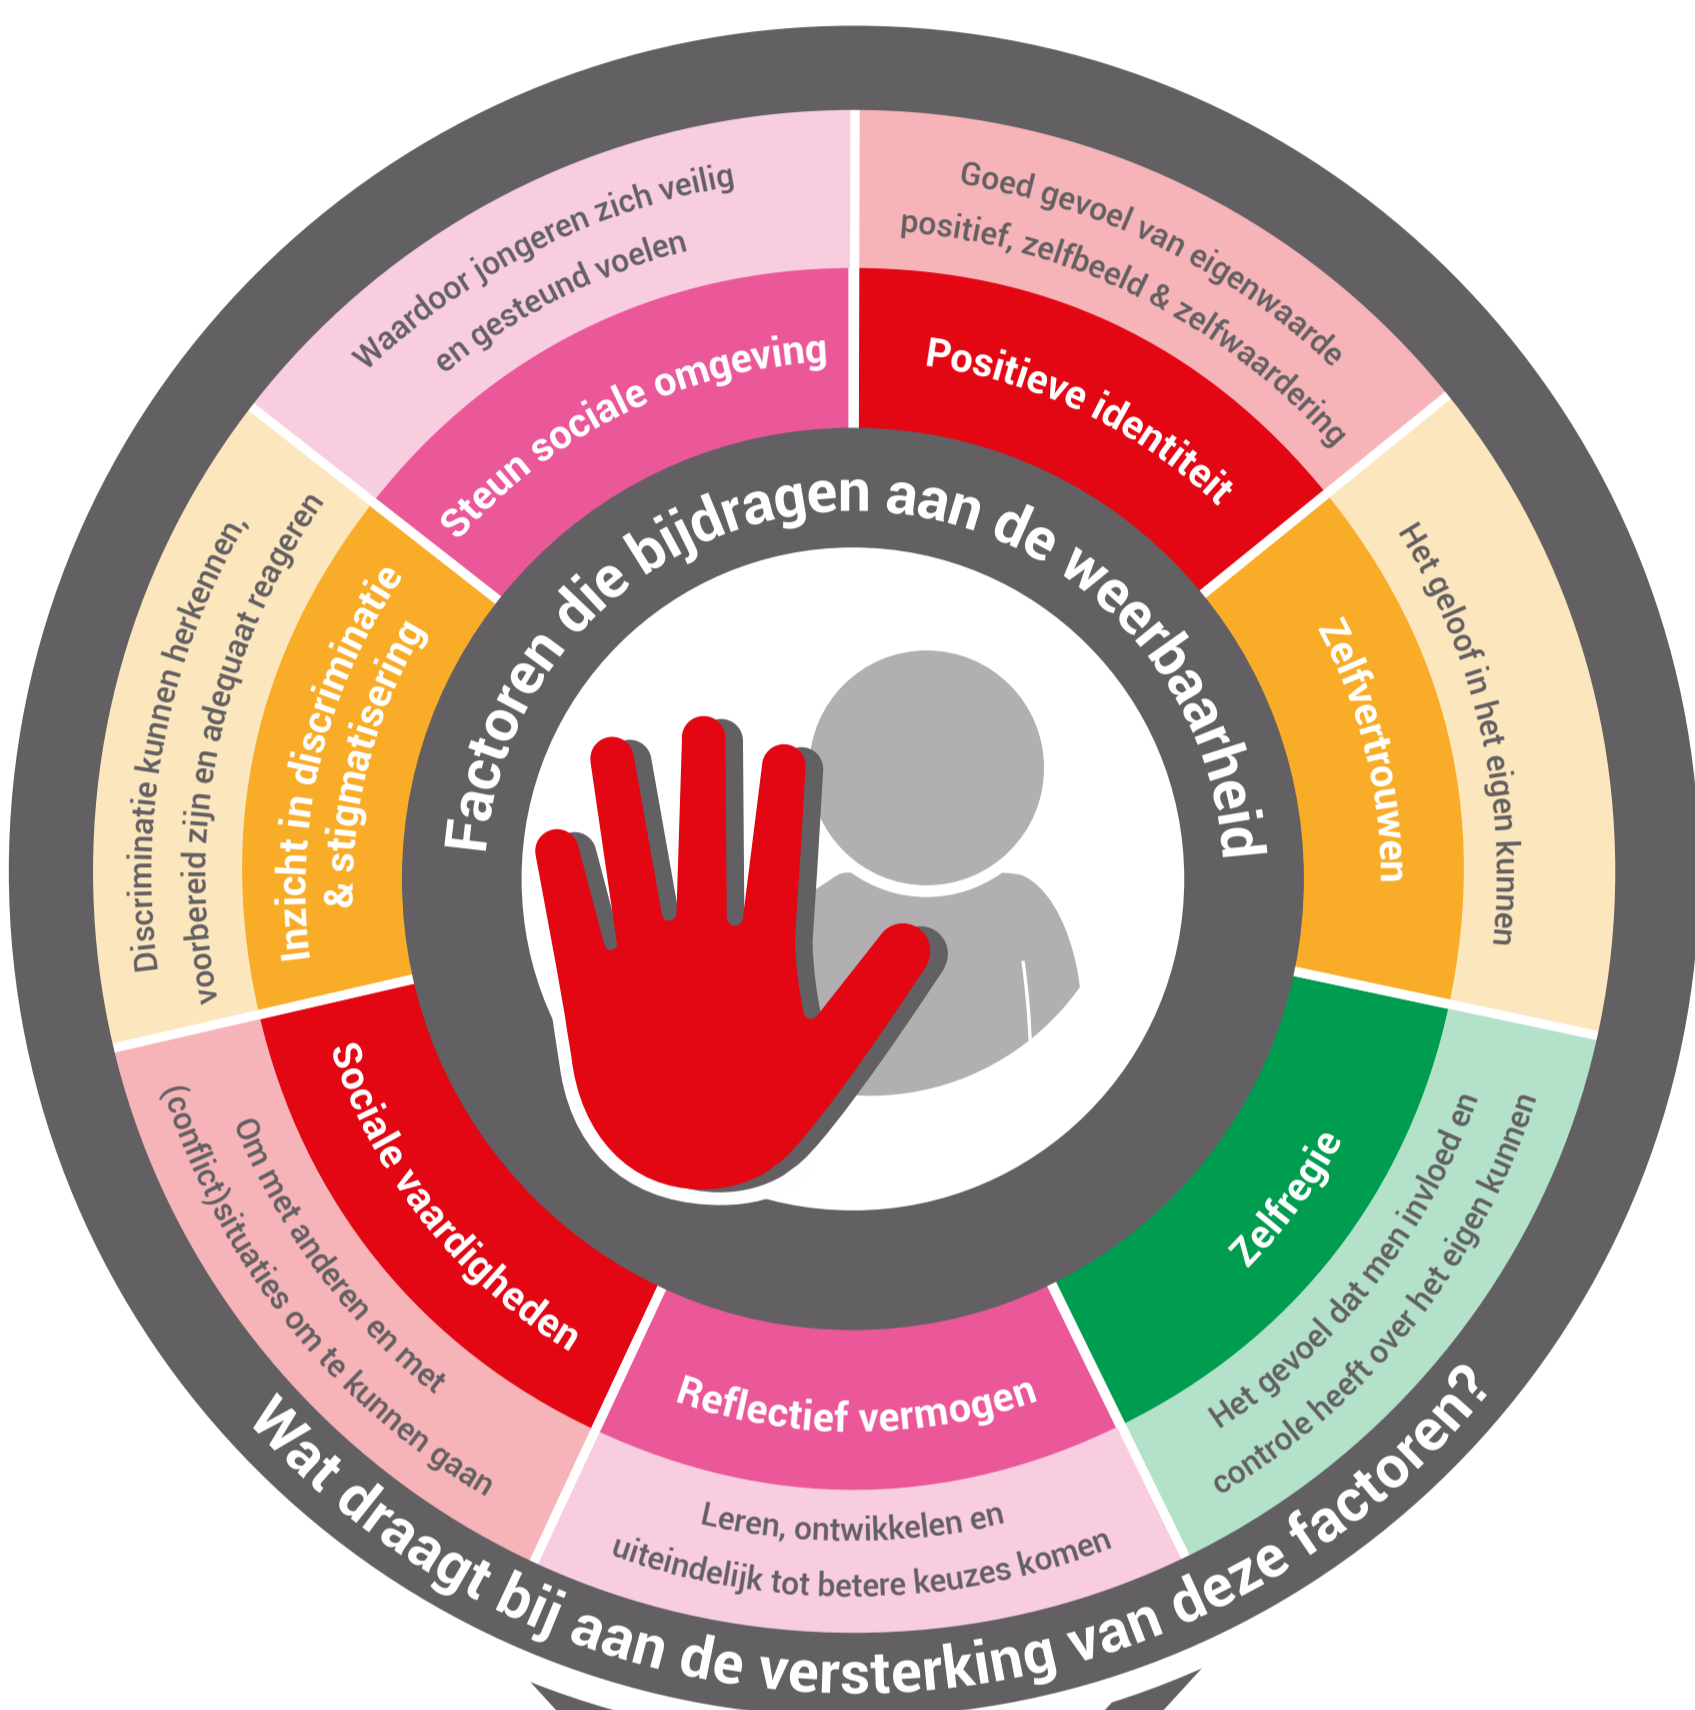 Factoren die bijdragen aan de weerbaarheid
Positieve identiteit
Goed gevoel van eigenwaarde
positief, zelfbeeld & zelfwaardering
Zelfvertrouwen
Het geloof in het eigen kunnen
Zelfregie
Het gevoel dat men invloed en
controle heeft over het eigen kunnen
Reflectief vermogen
Leren, ontwikkelen en
uiteindelijk tot betere keuzes komen
Sociale vaardigheden
Om met anderen en met
(conflict)situaties om te kunnen gaan
Inzicht in discriminatie
& stigmatisering
Discriminatie kunnen herkennen,
voorbereid zijn en adequaat reageren
Steun sociale omgeving
Waardoor jongeren zich veilig
en gesteund voelen
Wat draagt bij aan de versterking van deze factoren?